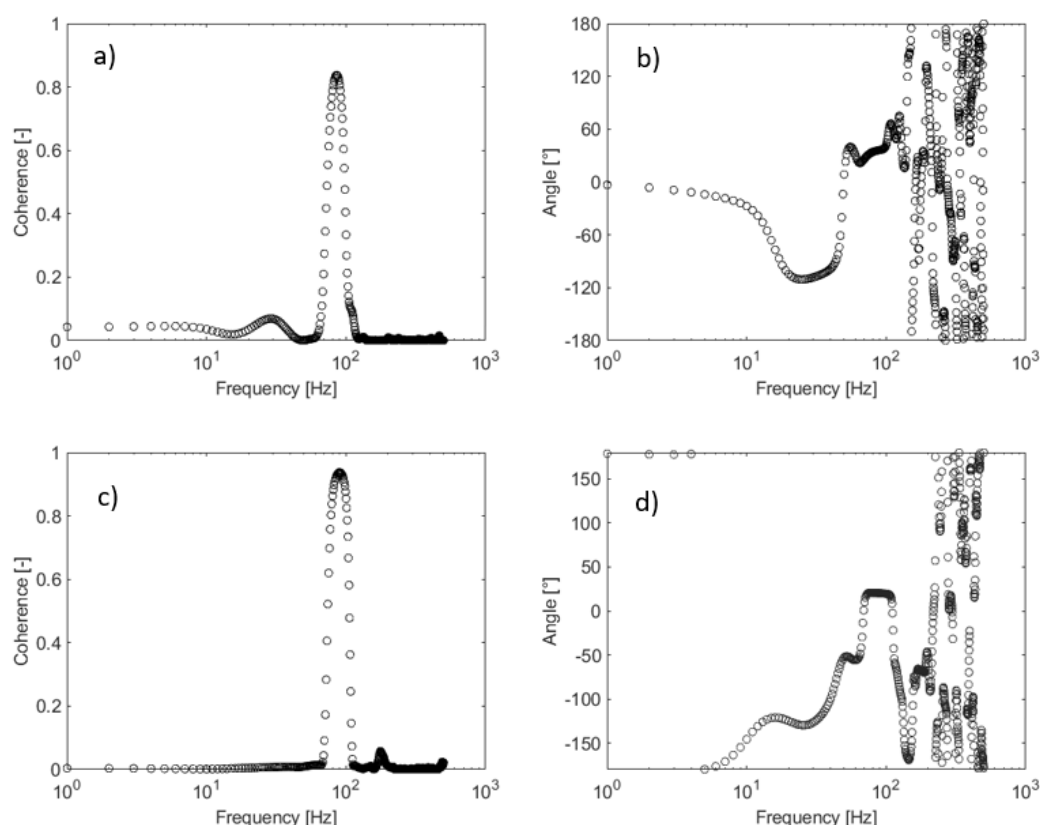 a)
1
0.8
0.6
0.4
0.2
0
10^0 10^1 10^2 10^3
Coherence [-]
Frequency [Hz]
b)
180
120
60
0
-60
-120
-180
10^0 10^1 10^2 10^3
Angle [°]
Frequency [Hz]
c)
1
0.8
0.6
0.4
0.2
0
10^0 10^1 10^2 10^3
Coherence [-]
Frequency [Hz]
d)
150
100
50
0
-50
-100
-150
10^0 10^1 10^2 10^3
Angle [°]
Frequency [Hz]